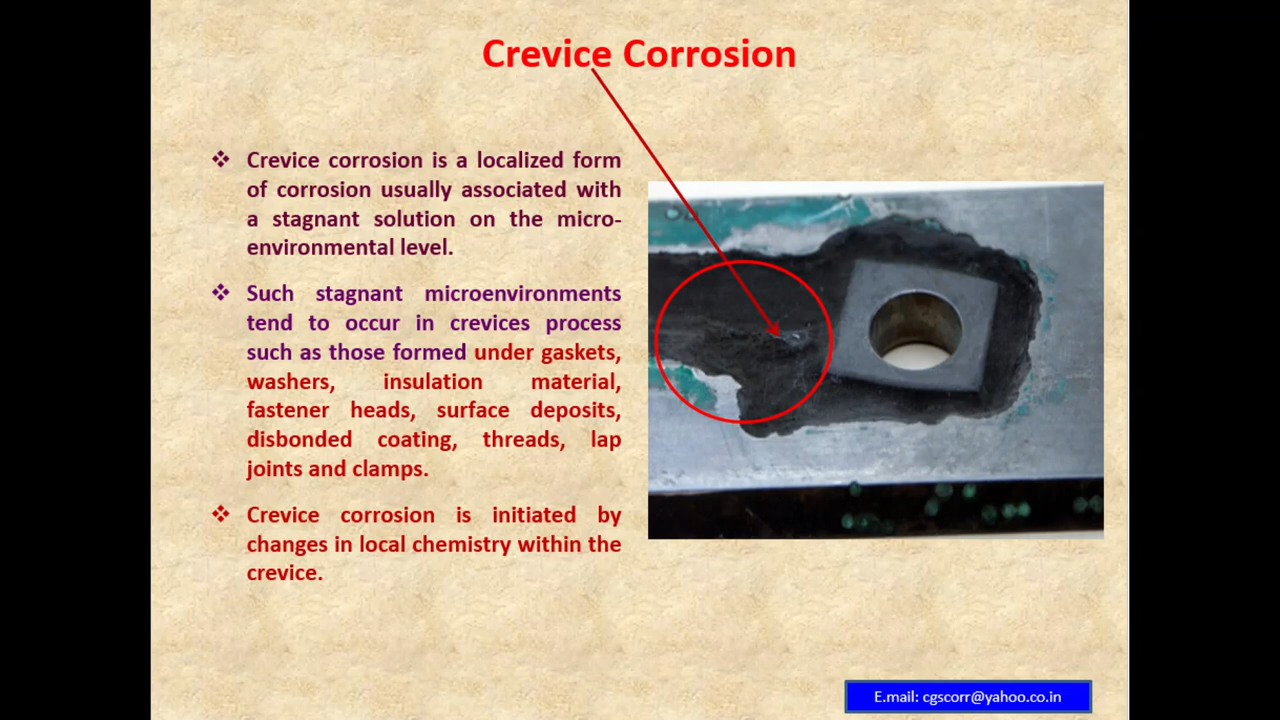 Crevice Corrosion
❖ Crevice corrosion is a localized form
of corrosion usually associated with
a stagnant solution on the micro-
environmental level.
❖ Such stagnant microenvironments
tend to occur in crevices process
such as those formed under gaskets,
washers, insulation material,
fastener heads, surface deposits,
disbonded coating, threads, lap
joints and clamps.
❖ Crevice corrosion is initiated by
changes in local chemistry within the
crevice.
E.mail: cgscorr@yahoo.co.in